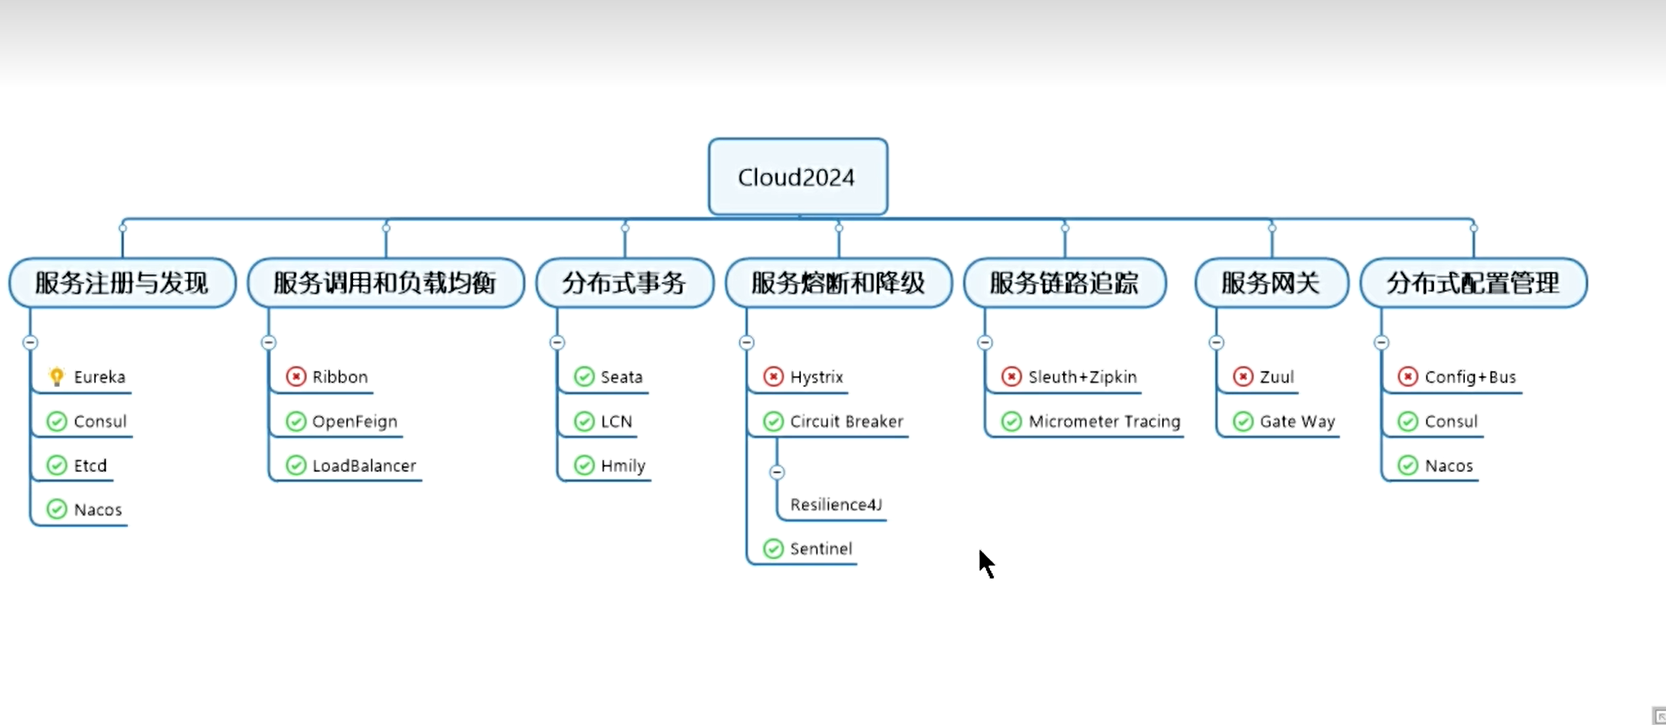 Cloud2024
服务注册与发现
Eureka
Consul
Etcd
Nacos
服务调用和负载均衡
Ribbon
OpenFeign
LoadBalancer
分布式事务
Seata
LCN
Hmily
服务熔断和降级
Hystrix
Circuit Breaker
Resilience4J
Sentinel
服务链路追踪
Sleuth+Zipkin
Micrometer Tracing
服务网关
Zuul
Gate Way
分布式配置管理
Config+Bus
Consul
Nacos